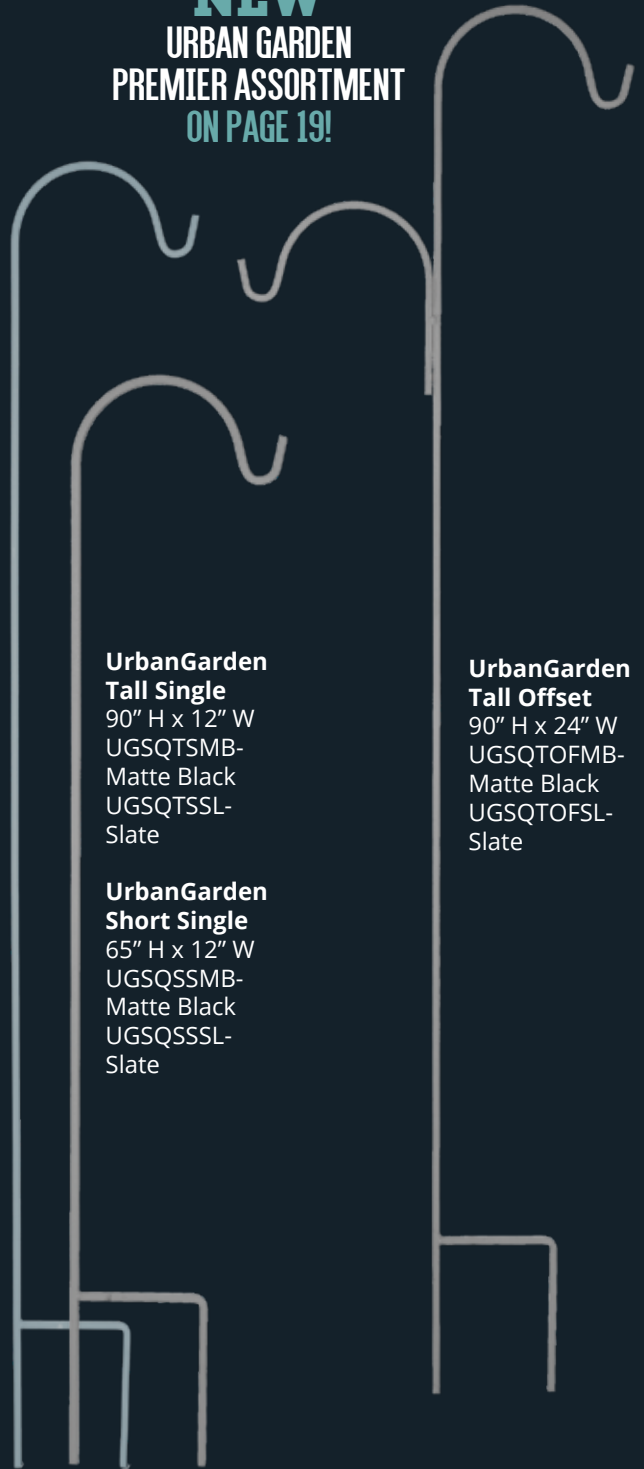 NEW
URBAN GARDEN
PREMIER ASSORTMENT
ON PAGE 19!
UrbanGarden
Tall Single
90” H x 12” W
UGSQTSMB-
Matte Black
UGSQTSSL-
Slate
UrbanGarden
Short Single
65” H x 12” W
UGSQSSMB-
Matte Black
UGSQSSSL-
Slate
UrbanGarden
Tall Offset
90” H x 24” W
UGSQTOFMB-
Matte Black
UGSQTOFSL-
Slate